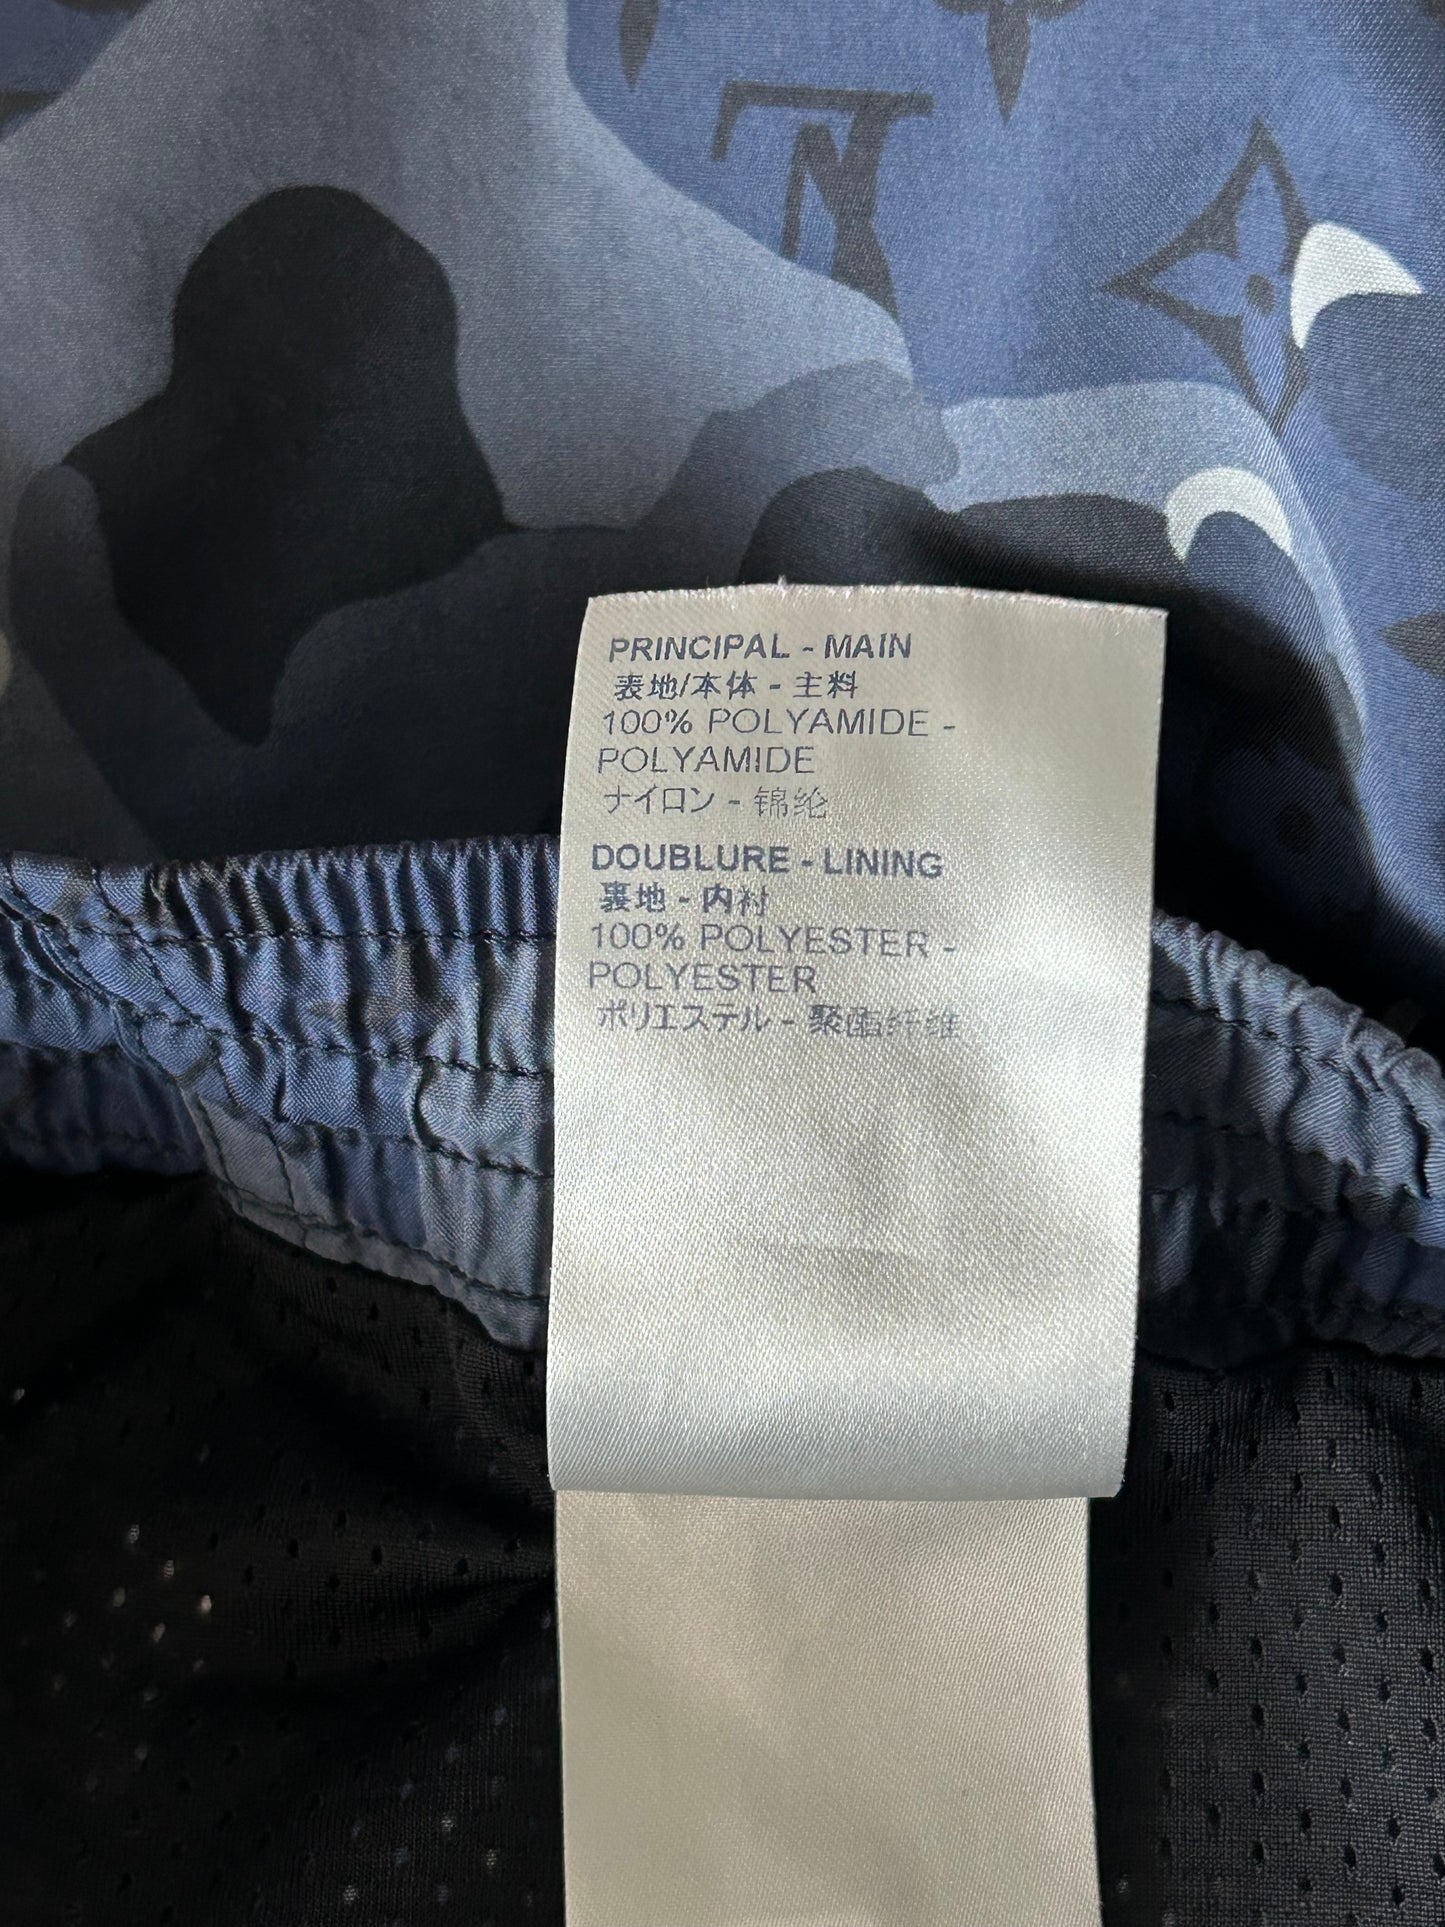 PRINCIPAL - MAIN
表地/本体 - 主料
100% POLYAMIDE -
POLYAMIDE
ナイロン - 锦纶
DOUBLURE - LINING
裏地 - 内衬
100% POLYESTER -
POLYESTER
ポリエステル - 聚酯纤维